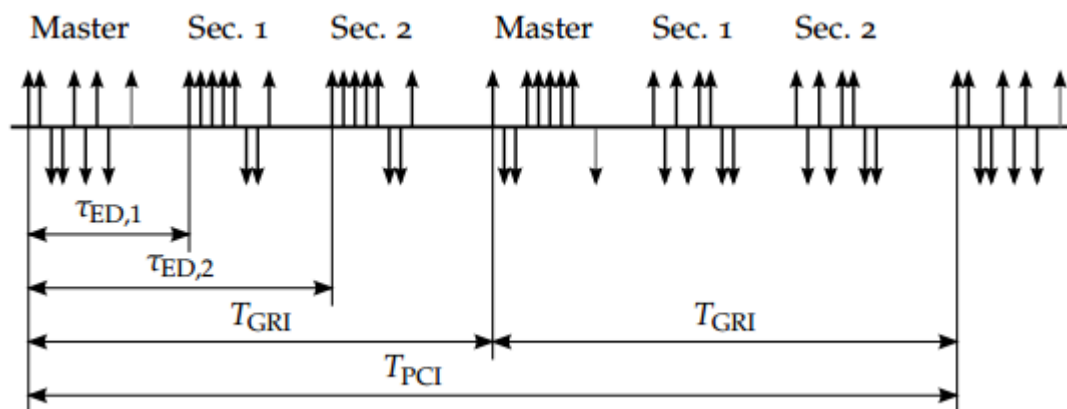 Master Sec. 1 Sec. 2 Master Sec. 1 Sec. 2
τED,1
τED,2
TGRI TGRI
TPCI